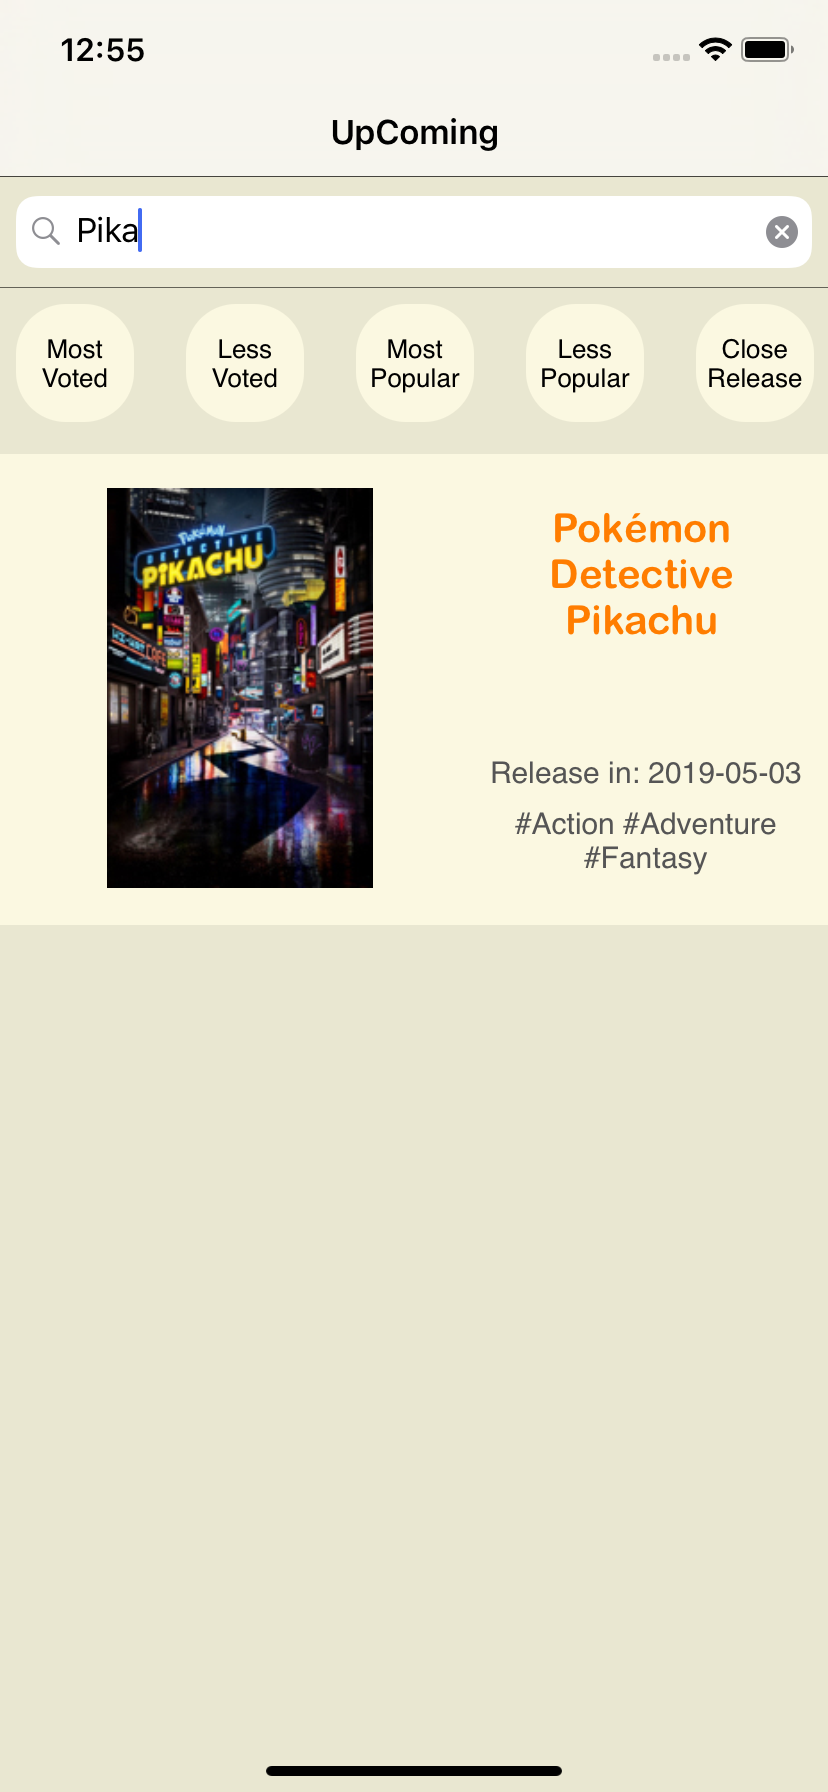 12:55
UpComing
Pika
Most
Voted
Less
Voted
Most
Popular
Less
Popular
Close
Release
POKÉMON
DETECTIVE
PIKACHU
Pokémon
Detective
Pikachu
Release in: 2019-05-03
#Action #Adventure
#Fantasy